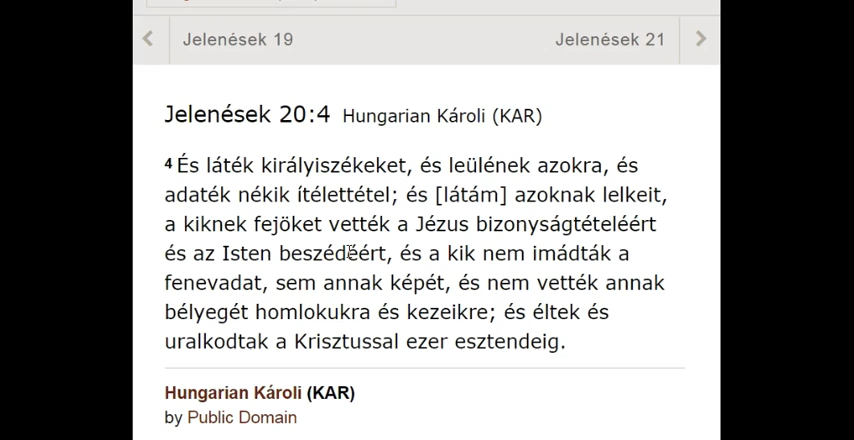 Jelenések 19
Jelenések 21
Jelenések 20:4 Hungarian Károli (KAR)
4 És láték királyiszékeket, és leülének azokra, és
adaték nékik ítélettétel; és [látám] azoknak lelkeit,
a kiknek fejöket vették a Jézus bizonyságtételéért
és az Isten beszédéért, és a kik nem imádták a
fenevadat, sem annak képét, és nem vették annak
bélyegét homlokukra és kezeikre; és éltek és
uralkodtak a Krisztussal ezer esztendeig.
Hungarian Károli (KAR)
by Public Domain